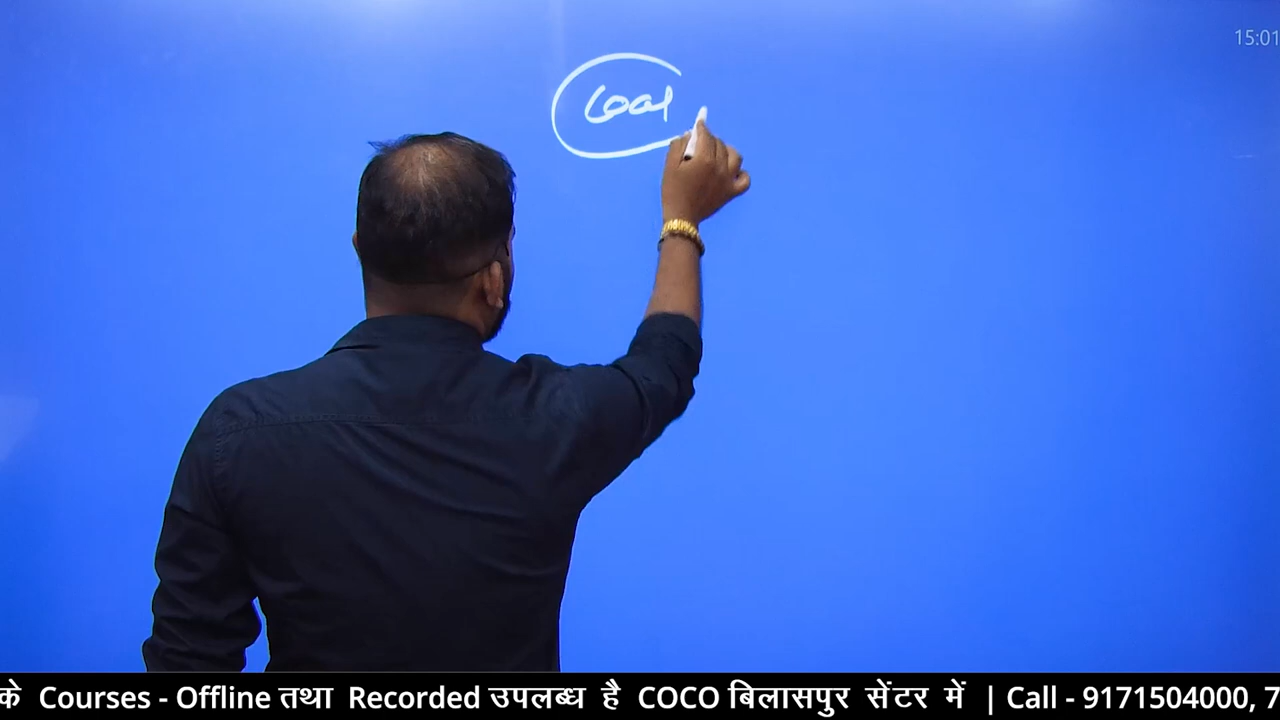 15:01
Coal
के Courses - Offline तथा Recorded उपलब्ध है COCO बिलासपुर सेंटर में | Call - 9171504000, 7